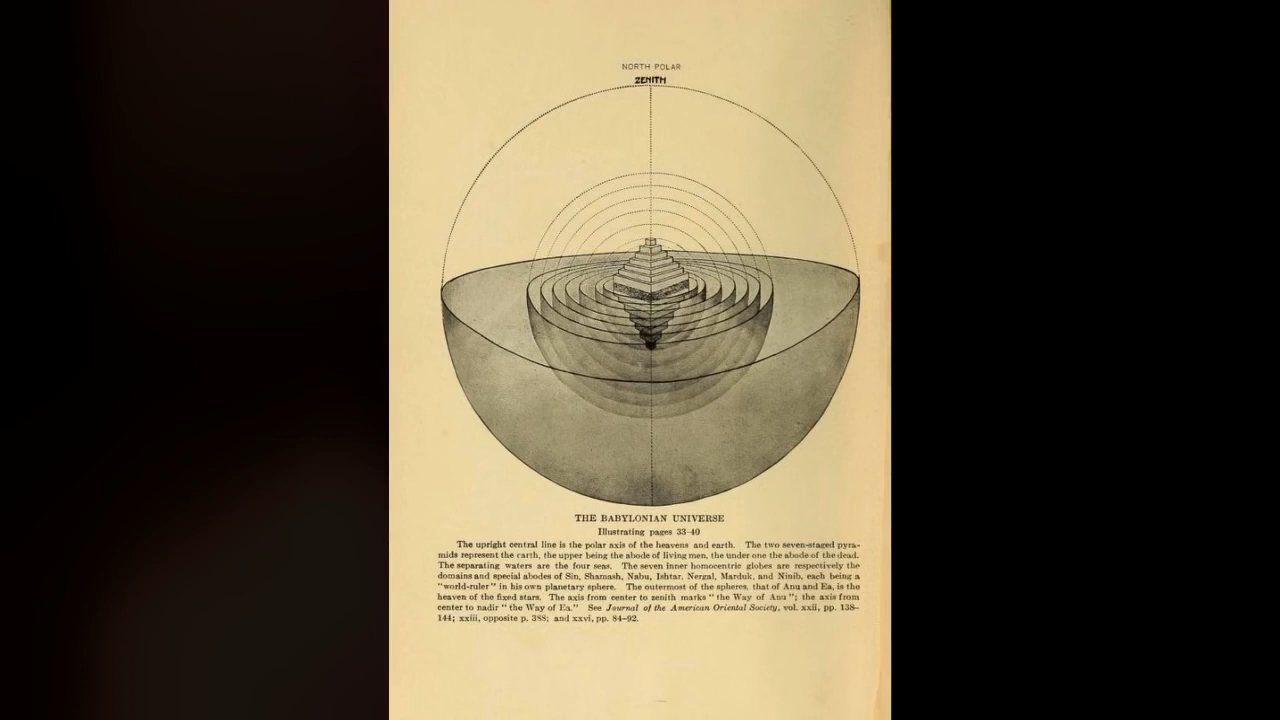 NORTH POLAR
ZENITH
THE BABYLONIAN UNIVERSE
Illustrating pages 33-40
The upright central line is the polar axis of the heavens and earth. The two seven-staged pyra-
mids represent the earth, the upper being the abode of living men, the under one the abode of the dead.
The separating waters are the four seas. The seven inner homocentric globes are respectively the
domains and special abodes of Sin, Shamash, Nabu, Ishtar, Nergal, Marduk, and Ninib, each being a
"world-ruler" in his own planetary sphere. The outermost of the spheres, that of Anu and Ea, is the
heaven of the fixed stars. The axis from center to zenith marks "the Way of Anu"; the axis from
center to nadir "the Way of Ea." See Journal of the American Oriental Society, vol. xxii, pp. 138–
144; xxiii, opposite p. 388; and xxvi, pp. 84–92.